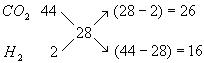 CO₂ 44 (28 − 2) = 26
28
H₂ 2 (44 − 28) = 16